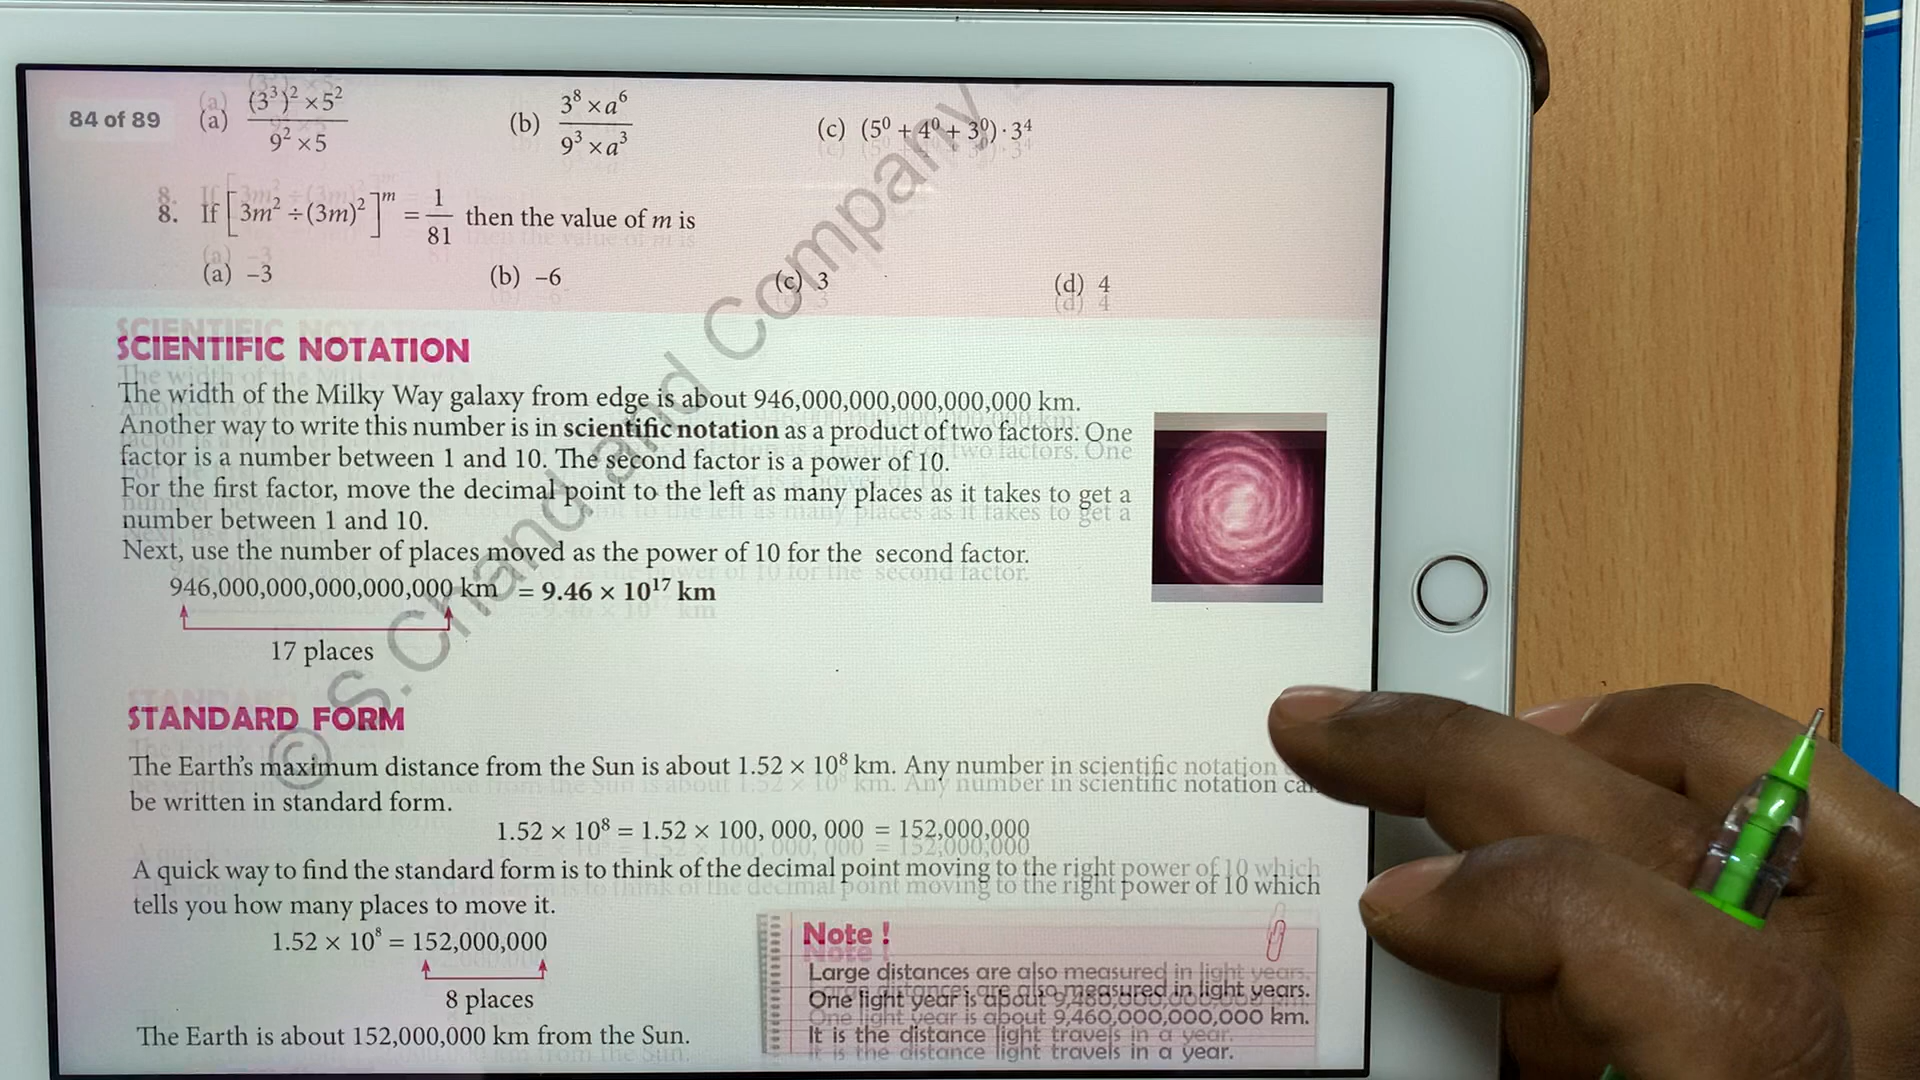 84 of 89
(a) (3³)² × 5² / 9² × 5 (b) 3⁸ × a⁶ / 9³ × a³ (c) (5⁰ + 4⁰ + 3⁰) · 3⁴
8. If [3m² ÷ (3m)²]ᵐ = 1/81 then the value of m is
(a) –3 (b) –6 (c) 3 (d) 4
SCIENTIFIC NOTATION
The width of the Milky Way galaxy from edge is about 946,000,000,000,000,000 km.
Another way to write this number is in scientific notation as a product of two factors. One
factor is a number between 1 and 10. The second factor is a power of 10.
For the first factor, move the decimal point to the left as many places as it takes to get a
number between 1 and 10.
Next, use the number of places moved as the power of 10 for the second factor.
946,000,000,000,000,000 km = 9.46 × 10¹⁷ km
17 places
STANDARD FORM
The Earth's maximum distance from the Sun is about 1.52 × 10⁸ km. Any number in scientific notation
be written in standard form.
1.52 × 10⁸ = 1.52 × 100, 000, 000 = 152,000,000
A quick way to find the standard form is to think of the decimal point moving to the right power of 10 which
tells you how many places to move it.
1.52 × 10⁸ = 152,000,000
8 places
The Earth is about 152,000,000 km from the Sun.
Note !
Large distances are also measured in light years.
One light year is about 9,460,000,000,000 km.
It is the distance light travels in a year.
© S.Chand and Company